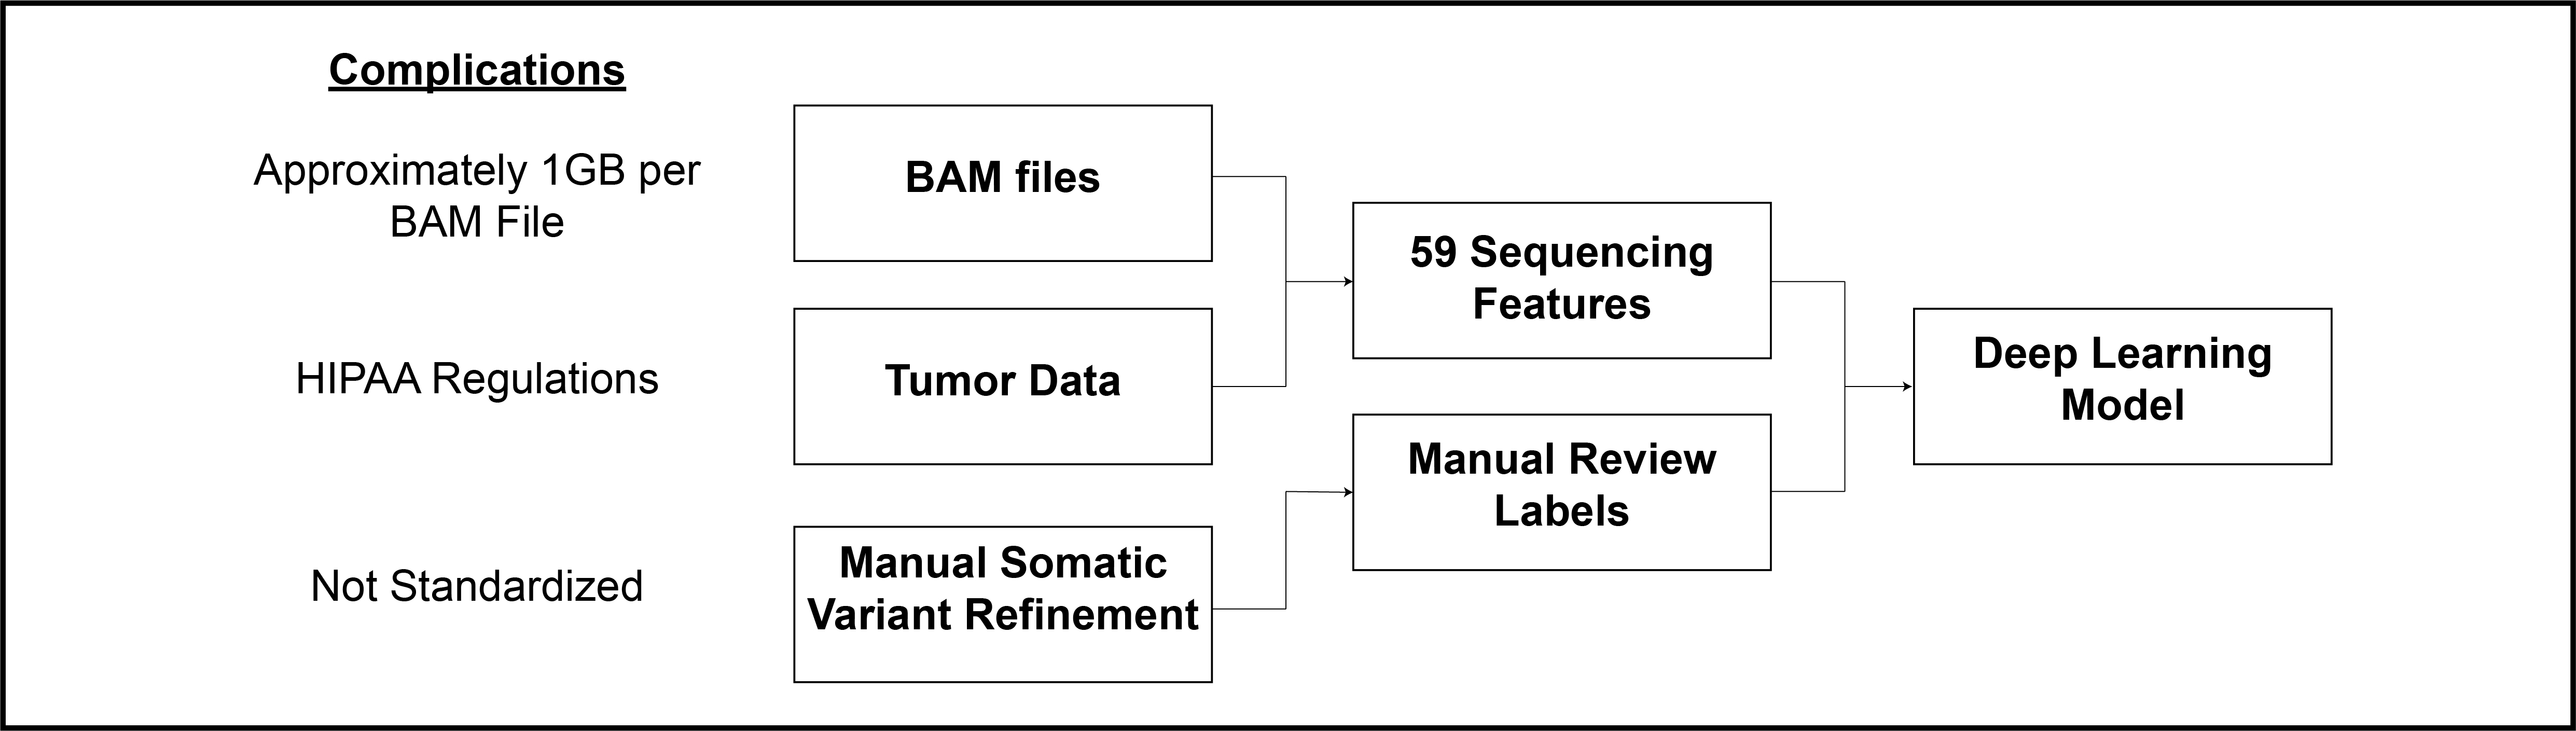 Complications
Approximately 1GB per
BAM File
HIPAA Regulations
Not Standardized
BAM files
Tumor Data
Manual Somatic
Variant Refinement
59 Sequencing
Features
Manual Review
Labels
Deep Learning
Model